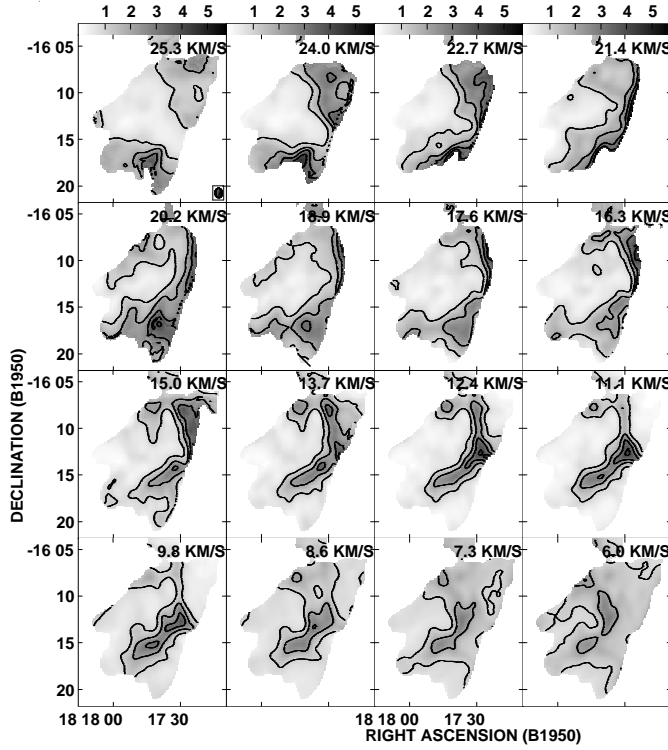 1 2 3 4 5 1 2 3 4 5 1 2 3 4 5 1 2 3 4 5
25.3 KM/S 24.0 KM/S 22.7 KM/S 21.4 KM/S
-16 05
10
15
20
20.2 KM/S 18.9 KM/S 17.6 KM/S 16.3 KM/S
-16 05
10
15
20
15.0 KM/S 13.7 KM/S 12.4 KM/S 11.1 KM/S
-16 05
10
15
20
9.8 KM/S 8.6 KM/S 7.3 KM/S 6.0 KM/S
-16 05
10
15
20
DECLINATION (B1950)
18 18 00 17 30 18 18 00 17 30
RIGHT ASCENSION (B1950)